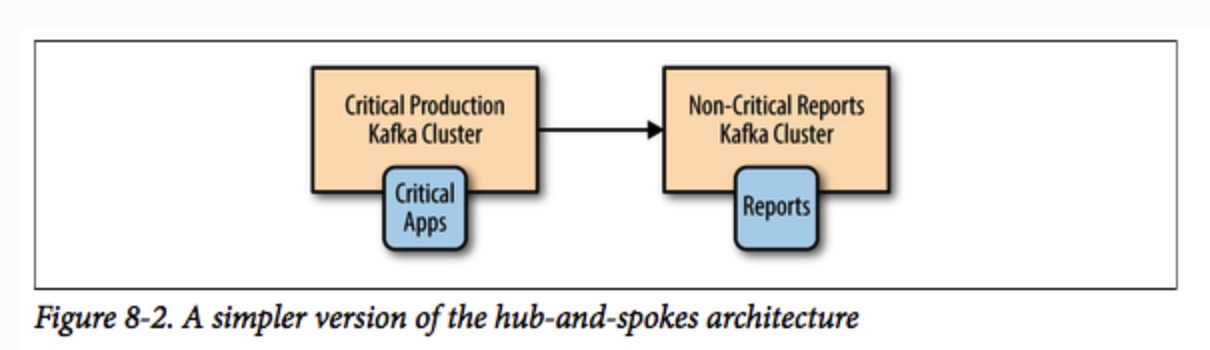 Critical Production
Kafka Cluster
Non-Critical Reports
Kafka Cluster
Critical
Apps
Reports
Figure 8-2. A simpler version of the hub-and-spokes architecture